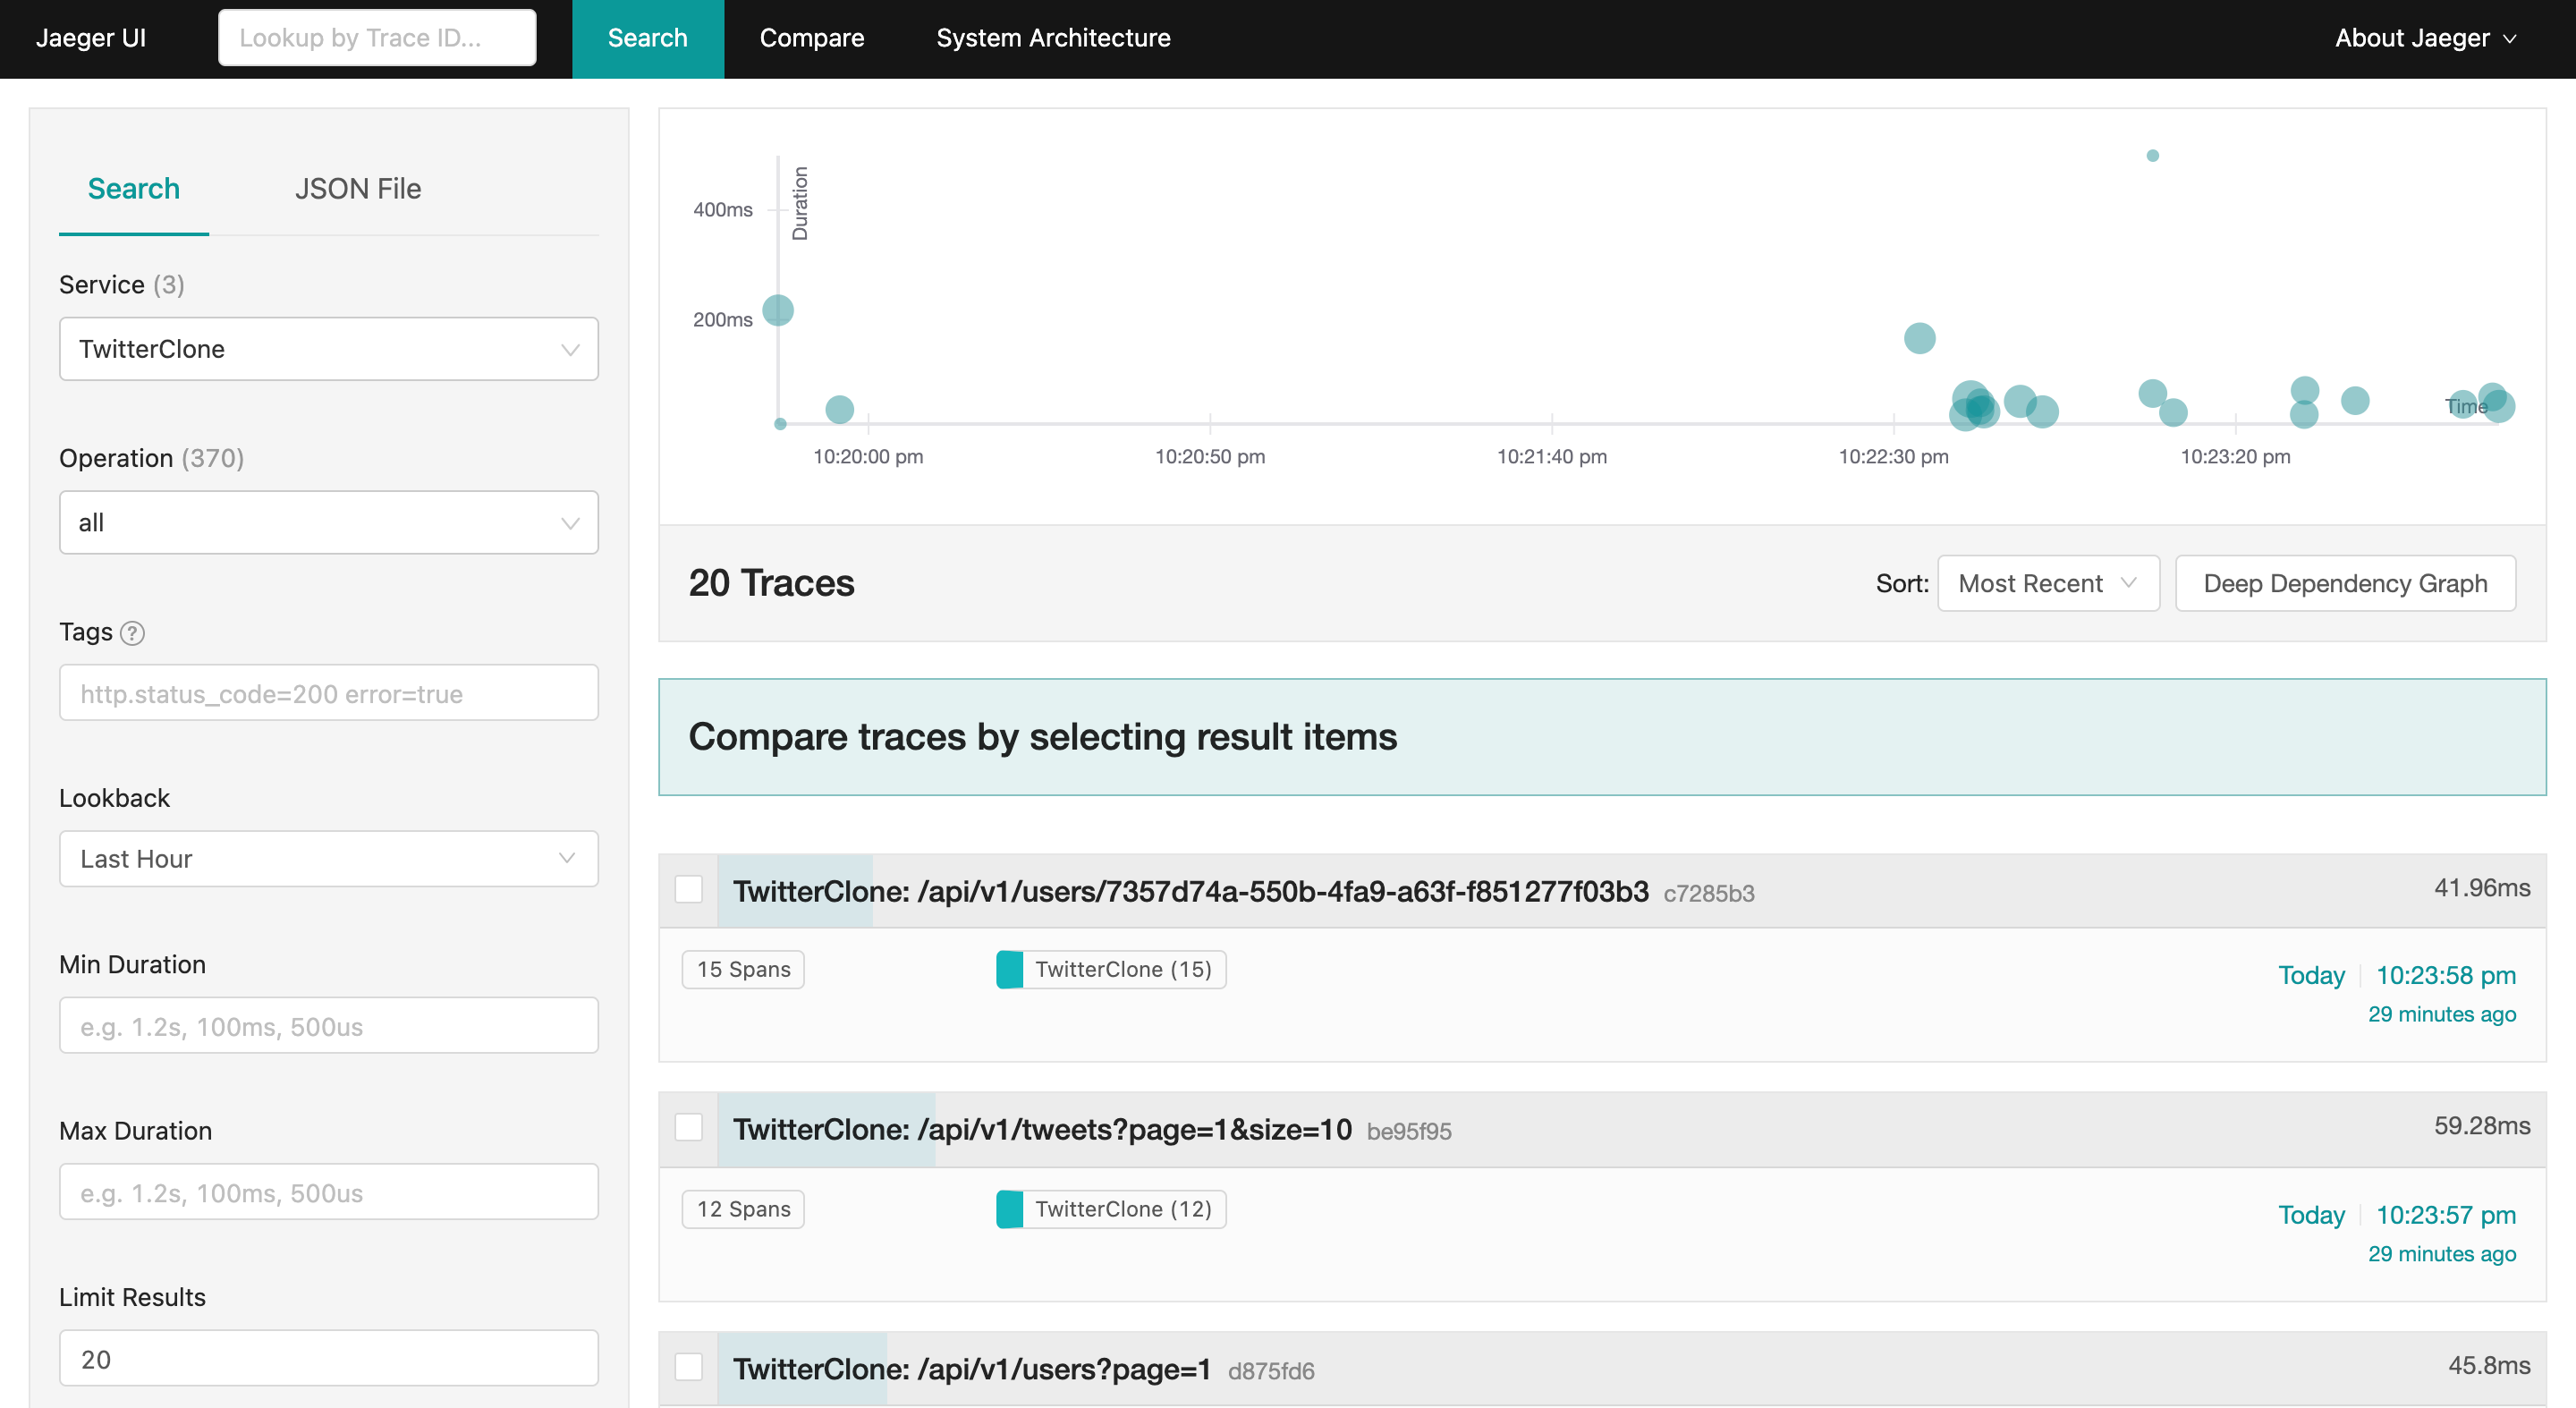 Jaeger UI
Lookup by Trace ID...
Search
Compare
System Architecture
About Jaeger
Search
JSON File
Service (3)
TwitterClone
Operation (370)
all
Tags ?
http.status_code=200 error=true
Lookback
Last Hour
Min Duration
e.g. 1.2s, 100ms, 500us
Max Duration
e.g. 1.2s, 100ms, 500us
Limit Results
20
Duration
400ms
200ms
Time
10:20:00 pm
10:20:50 pm
10:21:40 pm
10:22:30 pm
10:23:20 pm
20 Traces
Sort: Most Recent
Deep Dependency Graph
Compare traces by selecting result items
TwitterClone: /api/v1/users/7357d74a-550b-4fa9-a63f-f851277f03b3 c7285b3
41.96ms
15 Spans
TwitterClone (15)
Today 10:23:58 pm
29 minutes ago
TwitterClone: /api/v1/tweets?page=1&size=10 be95f95
59.28ms
12 Spans
TwitterClone (12)
Today 10:23:57 pm
29 minutes ago
TwitterClone: /api/v1/users?page=1 d875fd6
45.8ms